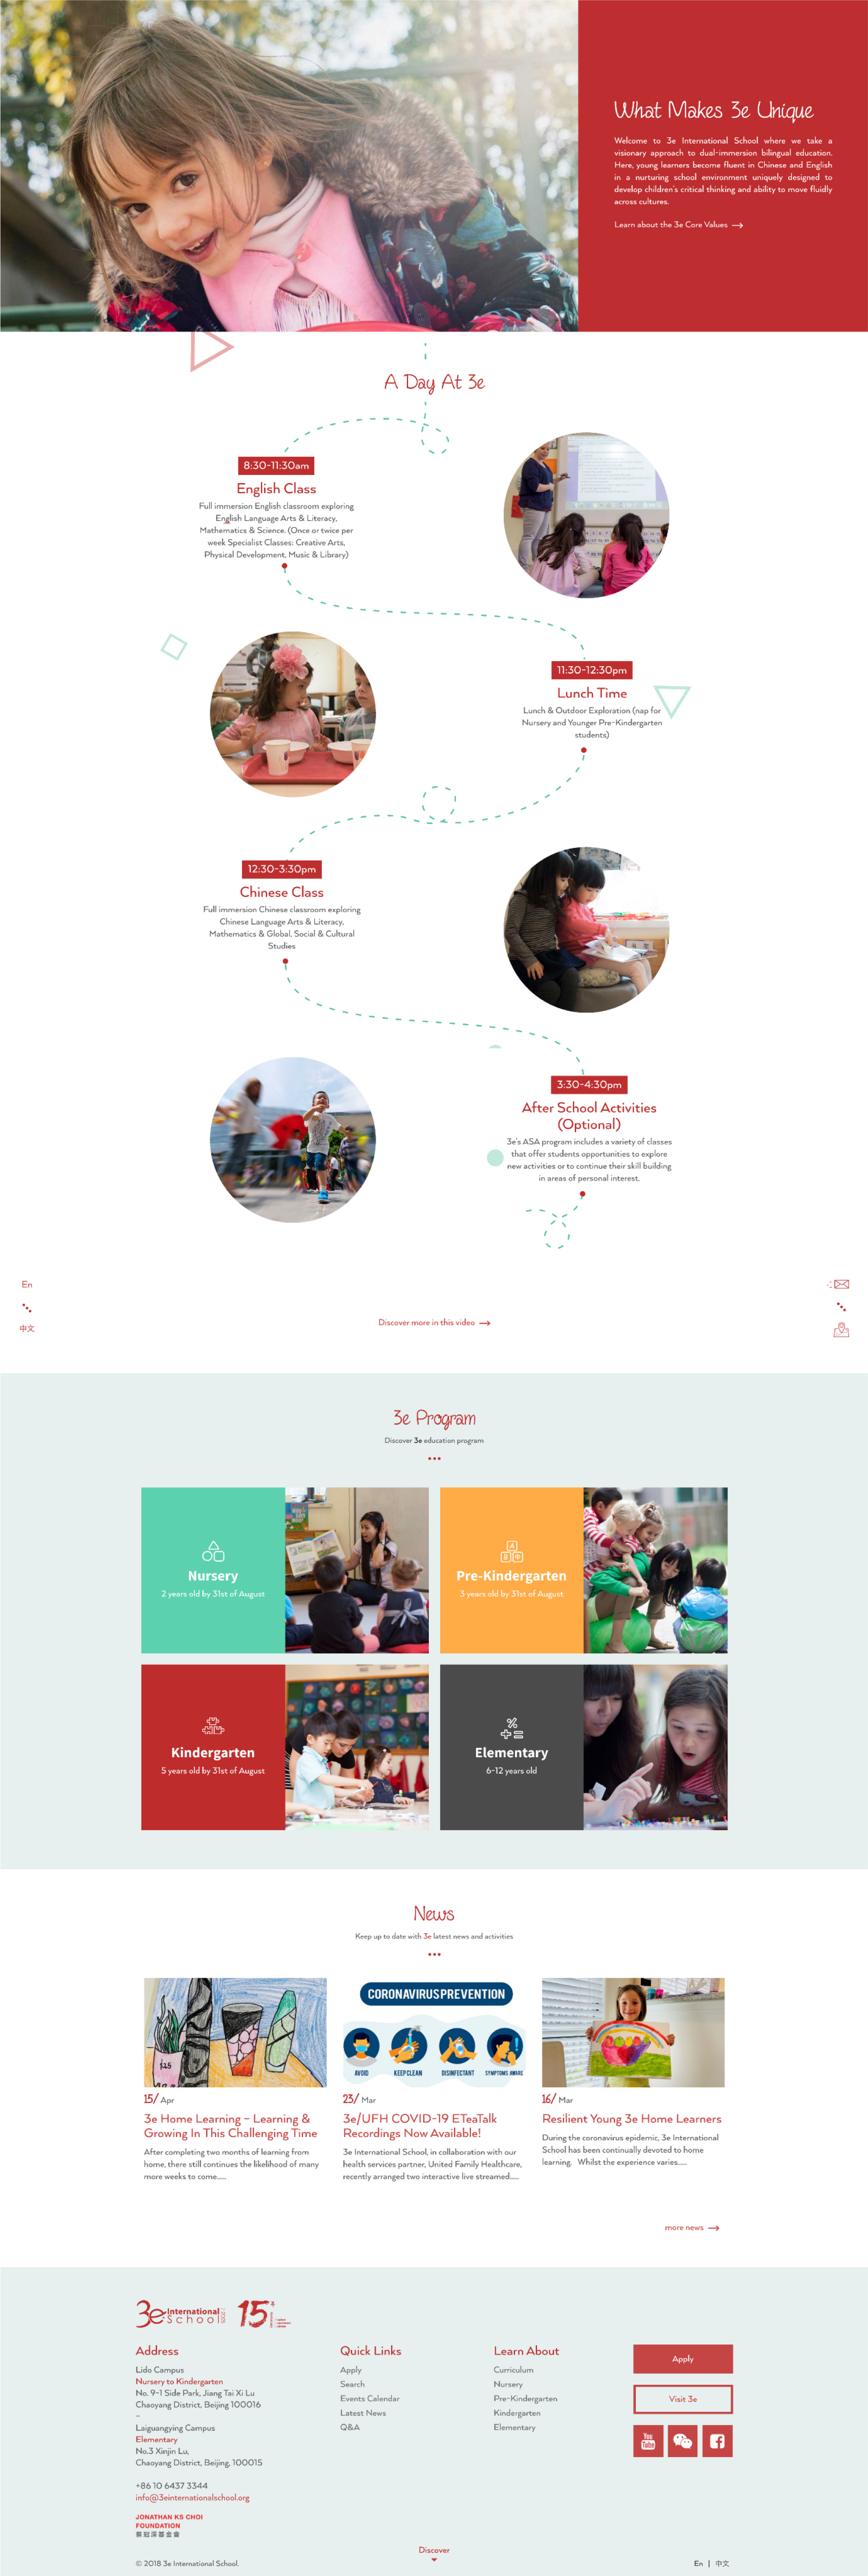 What Makes 3e Unique
Welcome to 3e International School where we take a
visionary approach to dual-immersion bilingual education.
Here, young learners become fluent in Chinese and English
in a nurturing school environment uniquely designed to
develop children's critical thinking and ability to move fluidly
across cultures.
Learn about the 3e Core Values
A Day At 3e
8:30-11:30am
English Class
Full immersion English classroom exploring
English Language Arts & Literacy,
Mathematics & Science. (Once or twice per
week Specialist Classes: Creative Arts,
Physical Development, Music & Library)
11:30-12:30pm
Lunch Time
Lunch & Outdoor Exploration (nap for
Nursery and Younger Pre-Kindergarten
students)
12:30-3:30pm
Chinese Class
Full immersion Chinese classroom exploring
Chinese Language Arts & Literacy,
Mathematics & Global, Social & Cultural
Studies
3:30-4:30pm
After School Activities
(Optional)
3e's ASA program includes a variety of classes
that offer students opportunities to explore
new activities or to continue their skill building
in areas of personal interest.
En
中文
Discover more in this video
3e Program
Discover 3e education program
Nursery
2 years old by 31st of August
Pre-Kindergarten
3 years old by 31st of August
Kindergarten
5 years old by 31st of August
Elementary
6-12 years old
News
Keep up to date with 3e latest news and activities
$25
CORONAVIRUS PREVENTION
AVOID KEEP CLEAN DISINFECTANT SYMPTOMS AWARE
15/ Apr
3e Home Learning – Learning &
Growing In This Challenging Time
After completing two months of learning from
home, there still continues the likelihood of many
more weeks to come......
23/ Mar
3e/UFH COVID-19 ETeaTalk
Recordings Now Available!
3e International School, in collaboration with our
health services partner, United Family Healthcare,
recently arranged two interactive live streamed......
16/ Mar
Resilient Young 3e Home Learners
During the coronavirus epidemic, 3e International
School has been continually devoted to home
learning. Whilst the experience varies......
more news
3e International
School
15
Address
Lido Campus
Nursery to Kindergarten
No. 9-1 Side Park, Jiang Tai Xi Lu
Chaoyang District, Beijing 100016
–
Laiguangying Campus
Elementary
No.3 Xinjin Lu,
Chaoyang District, Beijing, 100015
+86 10 6437 3344
info@3einternationalschool.org
JONATHAN KS CHOI
FOUNDATION
蔡冠深基金會
Quick Links
Apply
Search
Events Calendar
Latest News
Q&A
Learn About
Curriculum
Nursery
Pre-Kindergarten
Kindergarten
Elementary
Apply
Visit 3e
You
Tube
Discover
© 2018 3e International School.
En | 中文